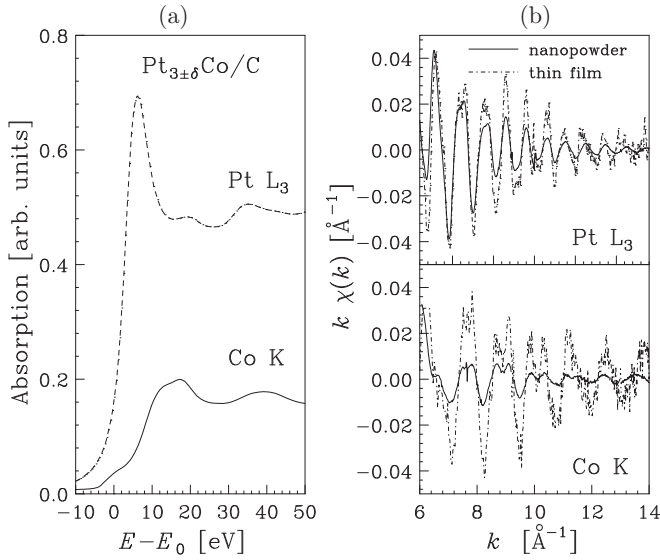 (a)
Absorption [arb. units]
0.8
0.6
0.4
0.2
0.0
Pt3±δCo/C
Pt L3
Co K
−10 0 10 20 30 40 50
E−E0 [eV]
(b)
k χ(k) [Å−1]
0.04
0.02
0.00
−0.02
−0.04
nanopowder
thin film
Pt L3
0.04
0.02
0.00
−0.02
−0.04
Co K
6 8 10 12 14
k [Å−1]